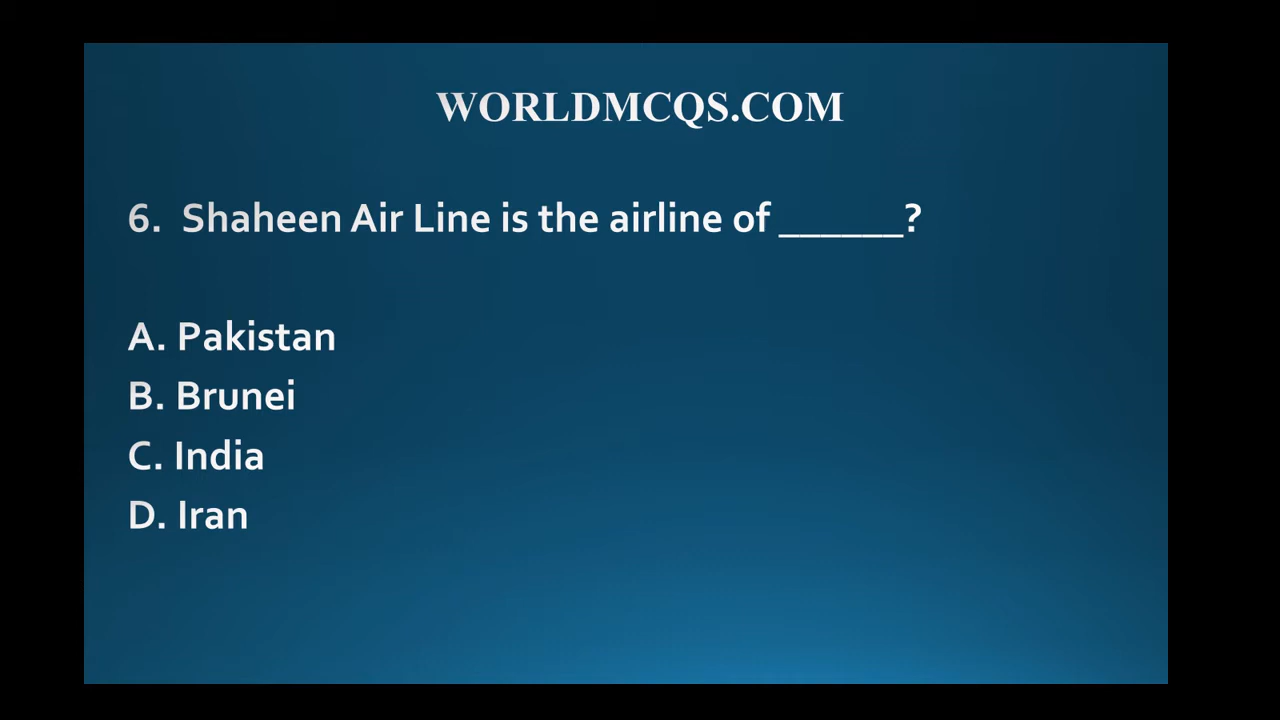 WORLDMCQS.COM
6. Shaheen Air Line is the airline of ______?
A. Pakistan
B. Brunei
C. India
D. Iran